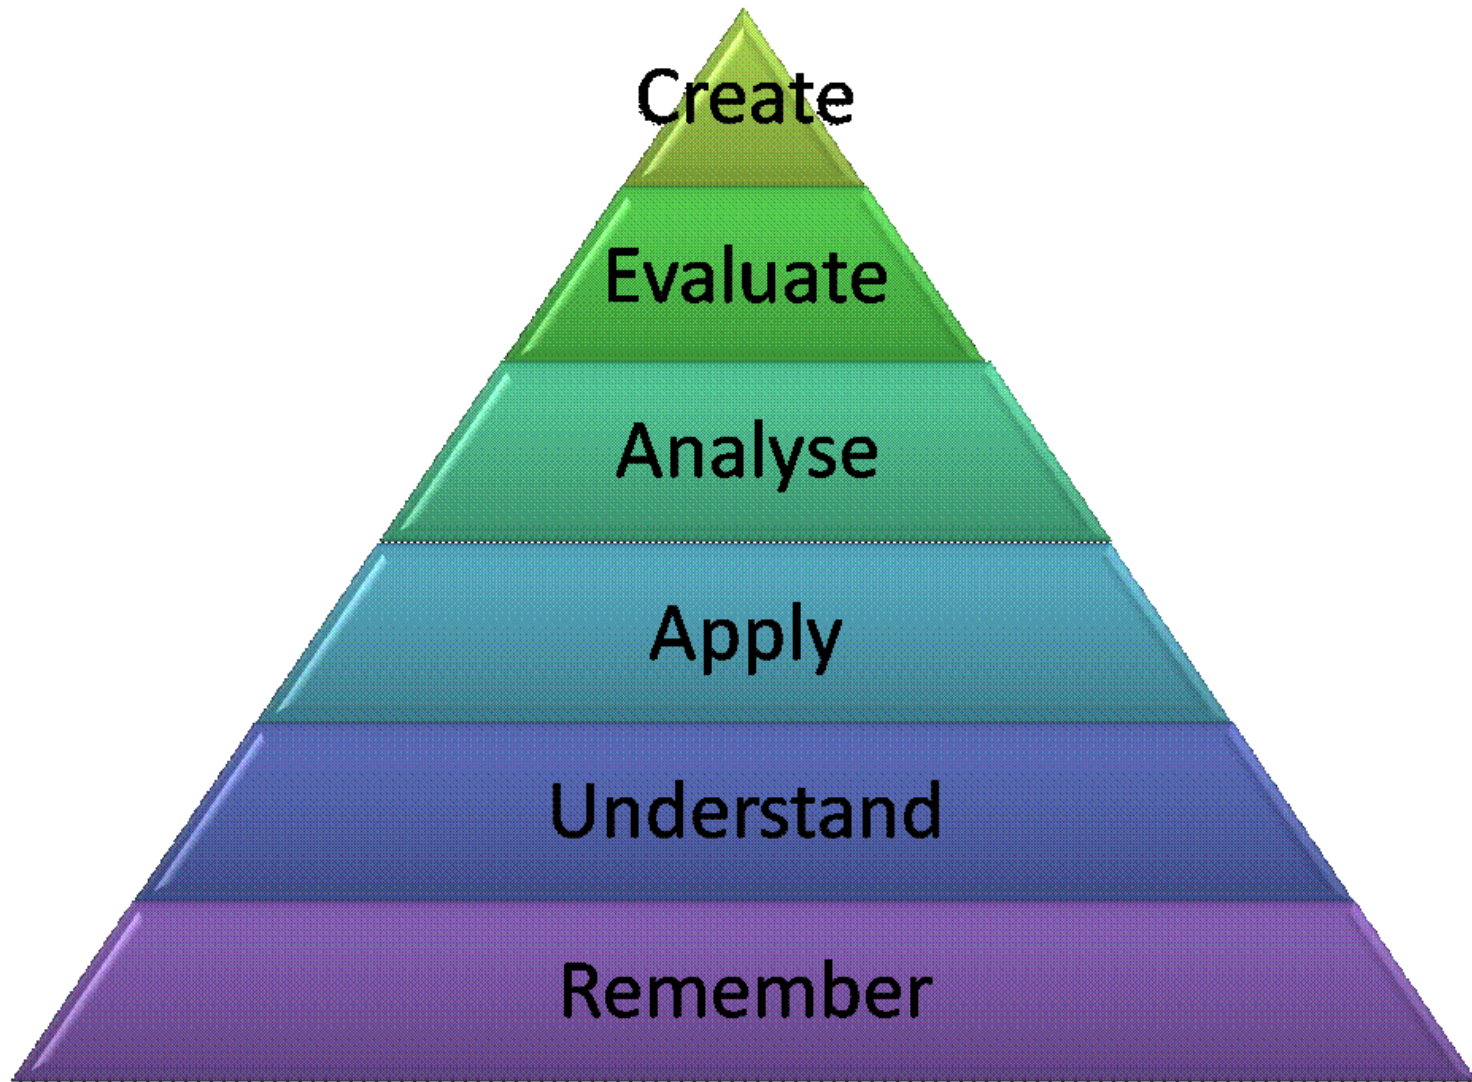 Create
Evaluate
Analyse
Apply
Understand
Remember